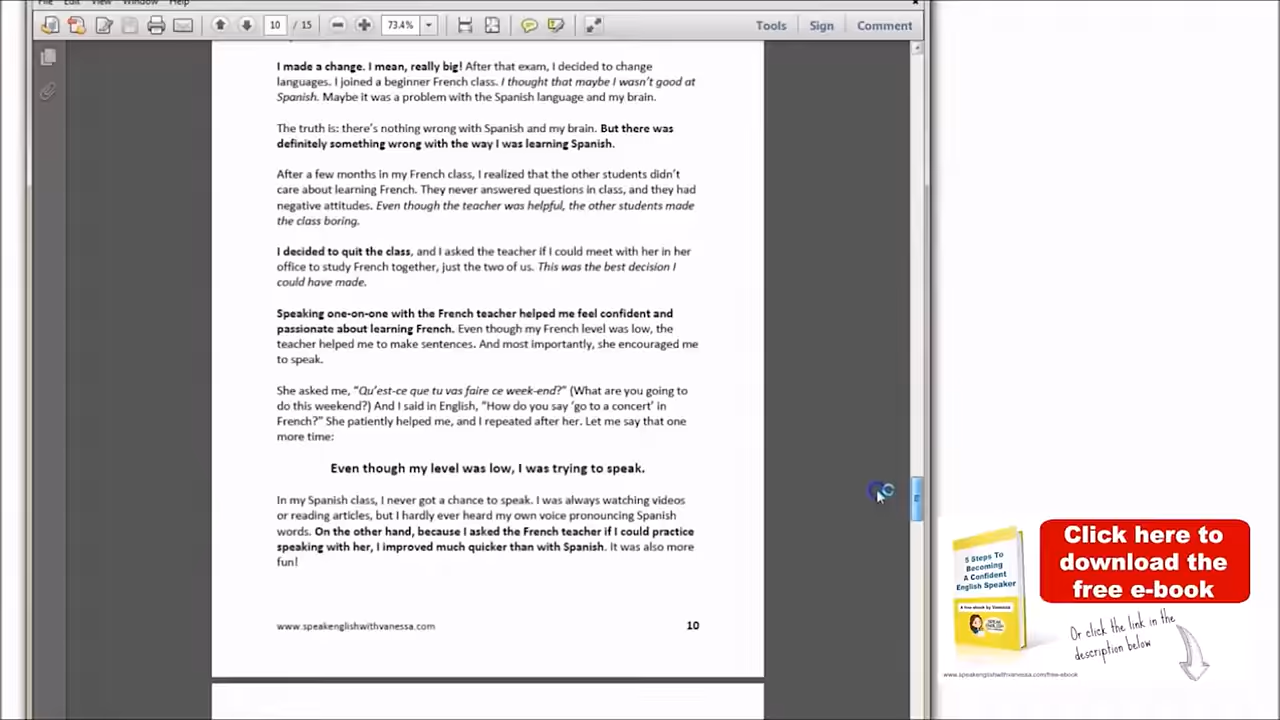 File Edit View Window Help
10 / 15
73.4%
Tools Sign Comment
I made a change. I mean, really big! After that exam, I decided to change
languages. I joined a beginner French class. I thought that maybe I wasn't good at
Spanish. Maybe it was a problem with the Spanish language and my brain.
The truth is: there's nothing wrong with Spanish and my brain. But there was
definitely something wrong with the way I was learning Spanish.
After a few months in my French class, I realized that the other students didn't
care about learning French. They never answered questions in class, and they had
negative attitudes. Even though the teacher was helpful, the other students made
the class boring.
I decided to quit the class, and I asked the teacher if I could meet with her in her
office to study French together, just the two of us. This was the best decision I
could have made.
Speaking one-on-one with the French teacher helped me feel confident and
passionate about learning French. Even though my French level was low, the
teacher helped me to make sentences. And most importantly, she encouraged me
to speak.
She asked me, "Qu'est-ce que tu vas faire ce week-end?" (What are you going to
do this weekend?) And I said in English, "How do you say 'go to a concert' in
French?" She patiently helped me, and I repeated after her. Let me say that one
more time:
Even though my level was low, I was trying to speak.
In my Spanish class, I never got a chance to speak. I was always watching videos
or reading articles, but I hardly ever heard my own voice pronouncing Spanish
words. On the other hand, because I asked the French teacher if I could practice
speaking with her, I improved much quicker than with Spanish. It was also more
fun!
www.speakenglishwithvanessa.com 10
5 Steps To
Becoming
A Confident
English Speaker
A free ebook by Vanessa
Click here to
download the
free e-book
Or click the link in the
description below
www.speakenglishwithvanessa.com/free-ebook